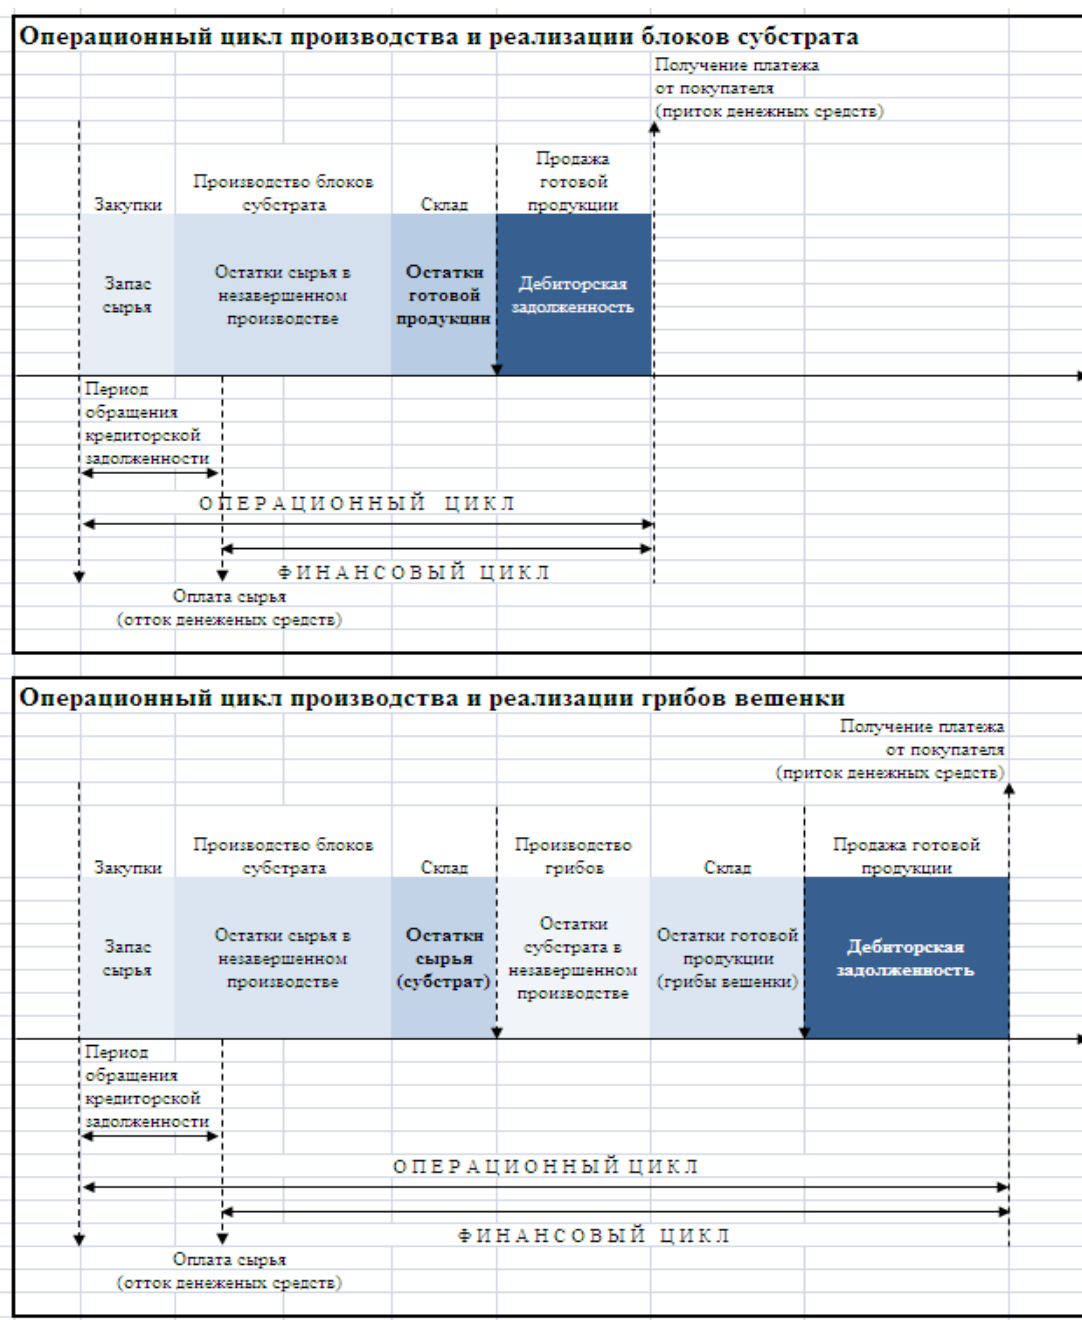 Операционный цикл производства и реализации блоков субстрата
Получение платежа
от покупателя
(приток денежных средств)
Закупки
Производство блоков
субстрата
Склад
Продажа
готовой
продукции
Запас
сырья
Остатки сырья в
незавершенном
производстве
Остатки
готовой
продукции
Дебиторская
задолженность
Период
обращения
кредиторской
задолженности
ОПЕРАЦИОННЫЙ ЦИКЛ
ФИНАНСОВЫЙ ЦИКЛ
Оплата сырья
(отток денеженых средств)
Операционный цикл производства и реализации грибов вешенки
Получение платежа
от покупателя
(приток денежных средств)
Закупки
Производство блоков
субстрата
Склад
Производство
грибов
Склад
Продажа готовой
продукции
Запас
сырья
Остатки сырья в
незавершенном
производстве
Остатки
сырья
(субстрат)
Остатки
субстрата в
незавершенном
производстве
Остатки готовой
продукции
(грибы вешенки)
Дебиторская
задолженность
Период
обращения
кредиторской
задолженности
ОПЕРАЦИОННЫЙ ЦИКЛ
ФИНАНСОВЫЙ ЦИКЛ
Оплата сырья
(отток денеженых средств)